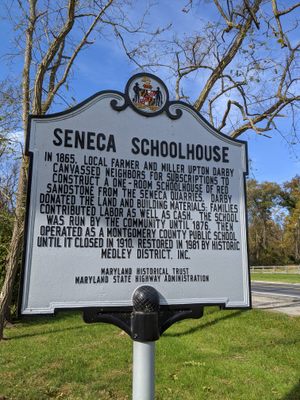 SENECA SCHOOLHOUSE
IN 1865, LOCAL FARMER AND MILLER UPTON DARBY
CANVASSED NEIGHBORS FOR SUBSCRIPTIONS TO
CONSTRUCT A ONE-ROOM SCHOOLHOUSE OF RED
SANDSTONE FROM THE SENECA QUARRIES. DARBY
DONATED THE LAND AND BUILDING MATERIALS; FAMILIES
CONTRIBUTED LABOR AS WELL AS CASH. THE SCHOOL
WAS RUN BY THE COMMUNITY UNTIL 1876, THEN
OPERATED AS A MONTGOMERY COUNTY PUBLIC SCHOOL
UNTIL IT CLOSED IN 1910. RESTORED IN 1981 BY HISTORIC
MEDLEY DISTRICT, INC.
MARYLAND HISTORICAL TRUST
MARYLAND STATE HIGHWAY ADMINISTRATION